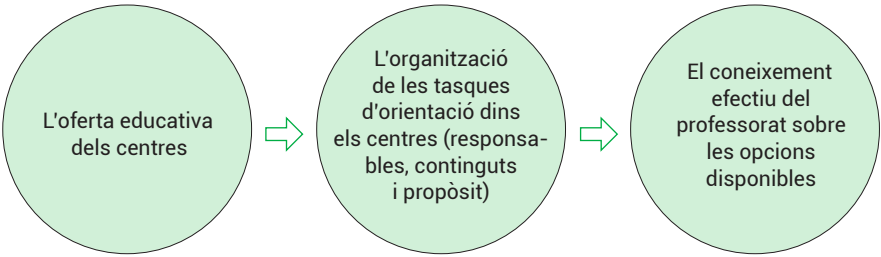 L'oferta educativa
dels centres
L'organització
de les tasques
d'orientació dins
els centres (responsa-
bles, continguts
i propòsit)
El coneixement
efectiu del
professorat sobre
les opcions
disponibles